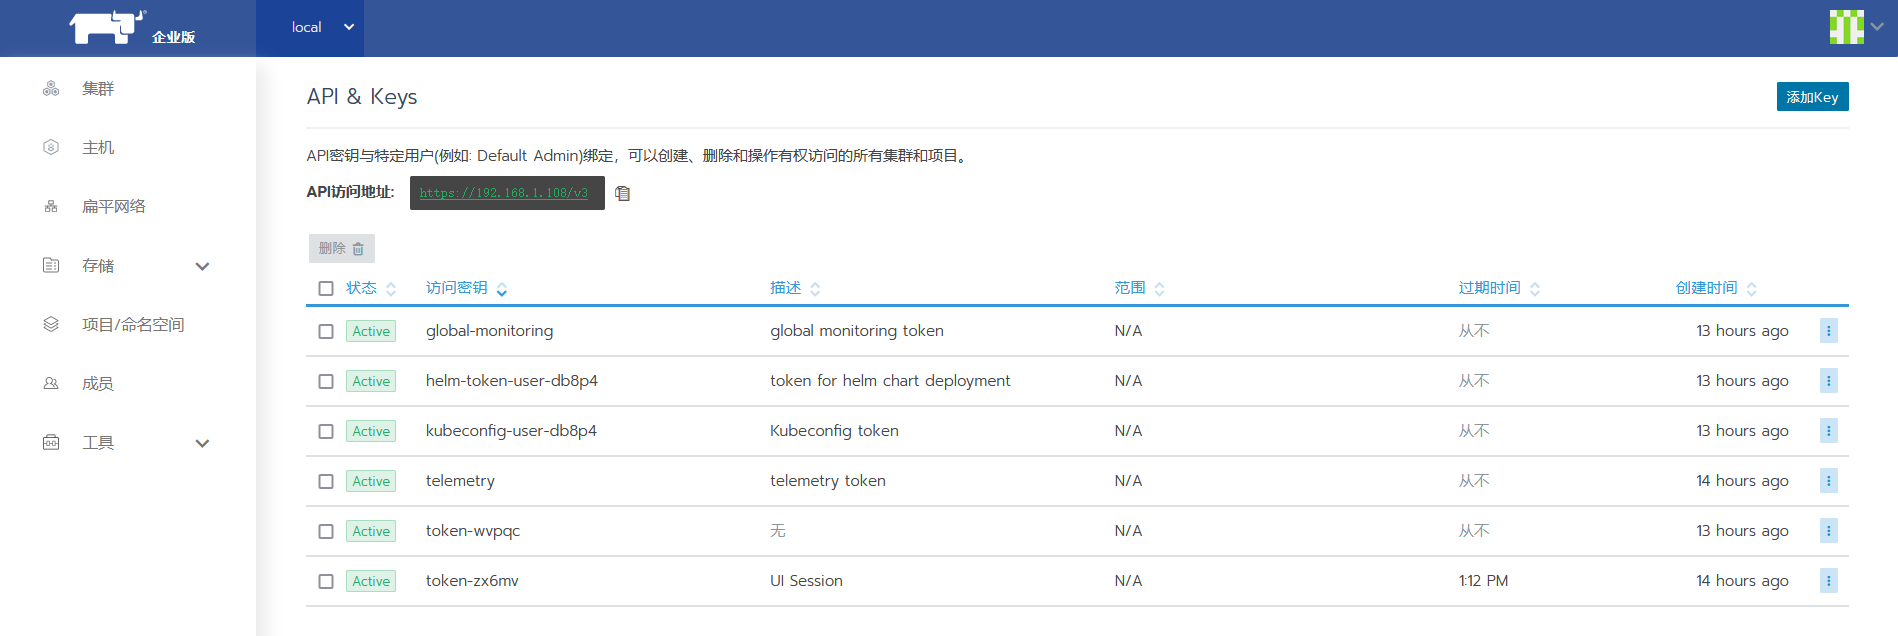 企业版
local
集群
主机
扁平网络
存储
项目/命名空间
成员
工具
API & Keys
添加Key
API密钥与特定用户(例如: Default Admin)绑定，可以创建、删除和操作有权访问的所有集群和项目。
API访问地址: https://192.168.1.108/v3
删除
状态 访问密钥 描述 范围 过期时间 创建时间
Active global-monitoring global monitoring token N/A 从不 13 hours ago
Active helm-token-user-db8p4 token for helm chart deployment N/A 从不 13 hours ago
Active kubeconfig-user-db8p4 Kubeconfig token N/A 从不 13 hours ago
Active telemetry telemetry token N/A 从不 14 hours ago
Active token-wvpqc 无 N/A 从不 13 hours ago
Active token-zx6mv UI Session N/A 1:12 PM 14 hours ago